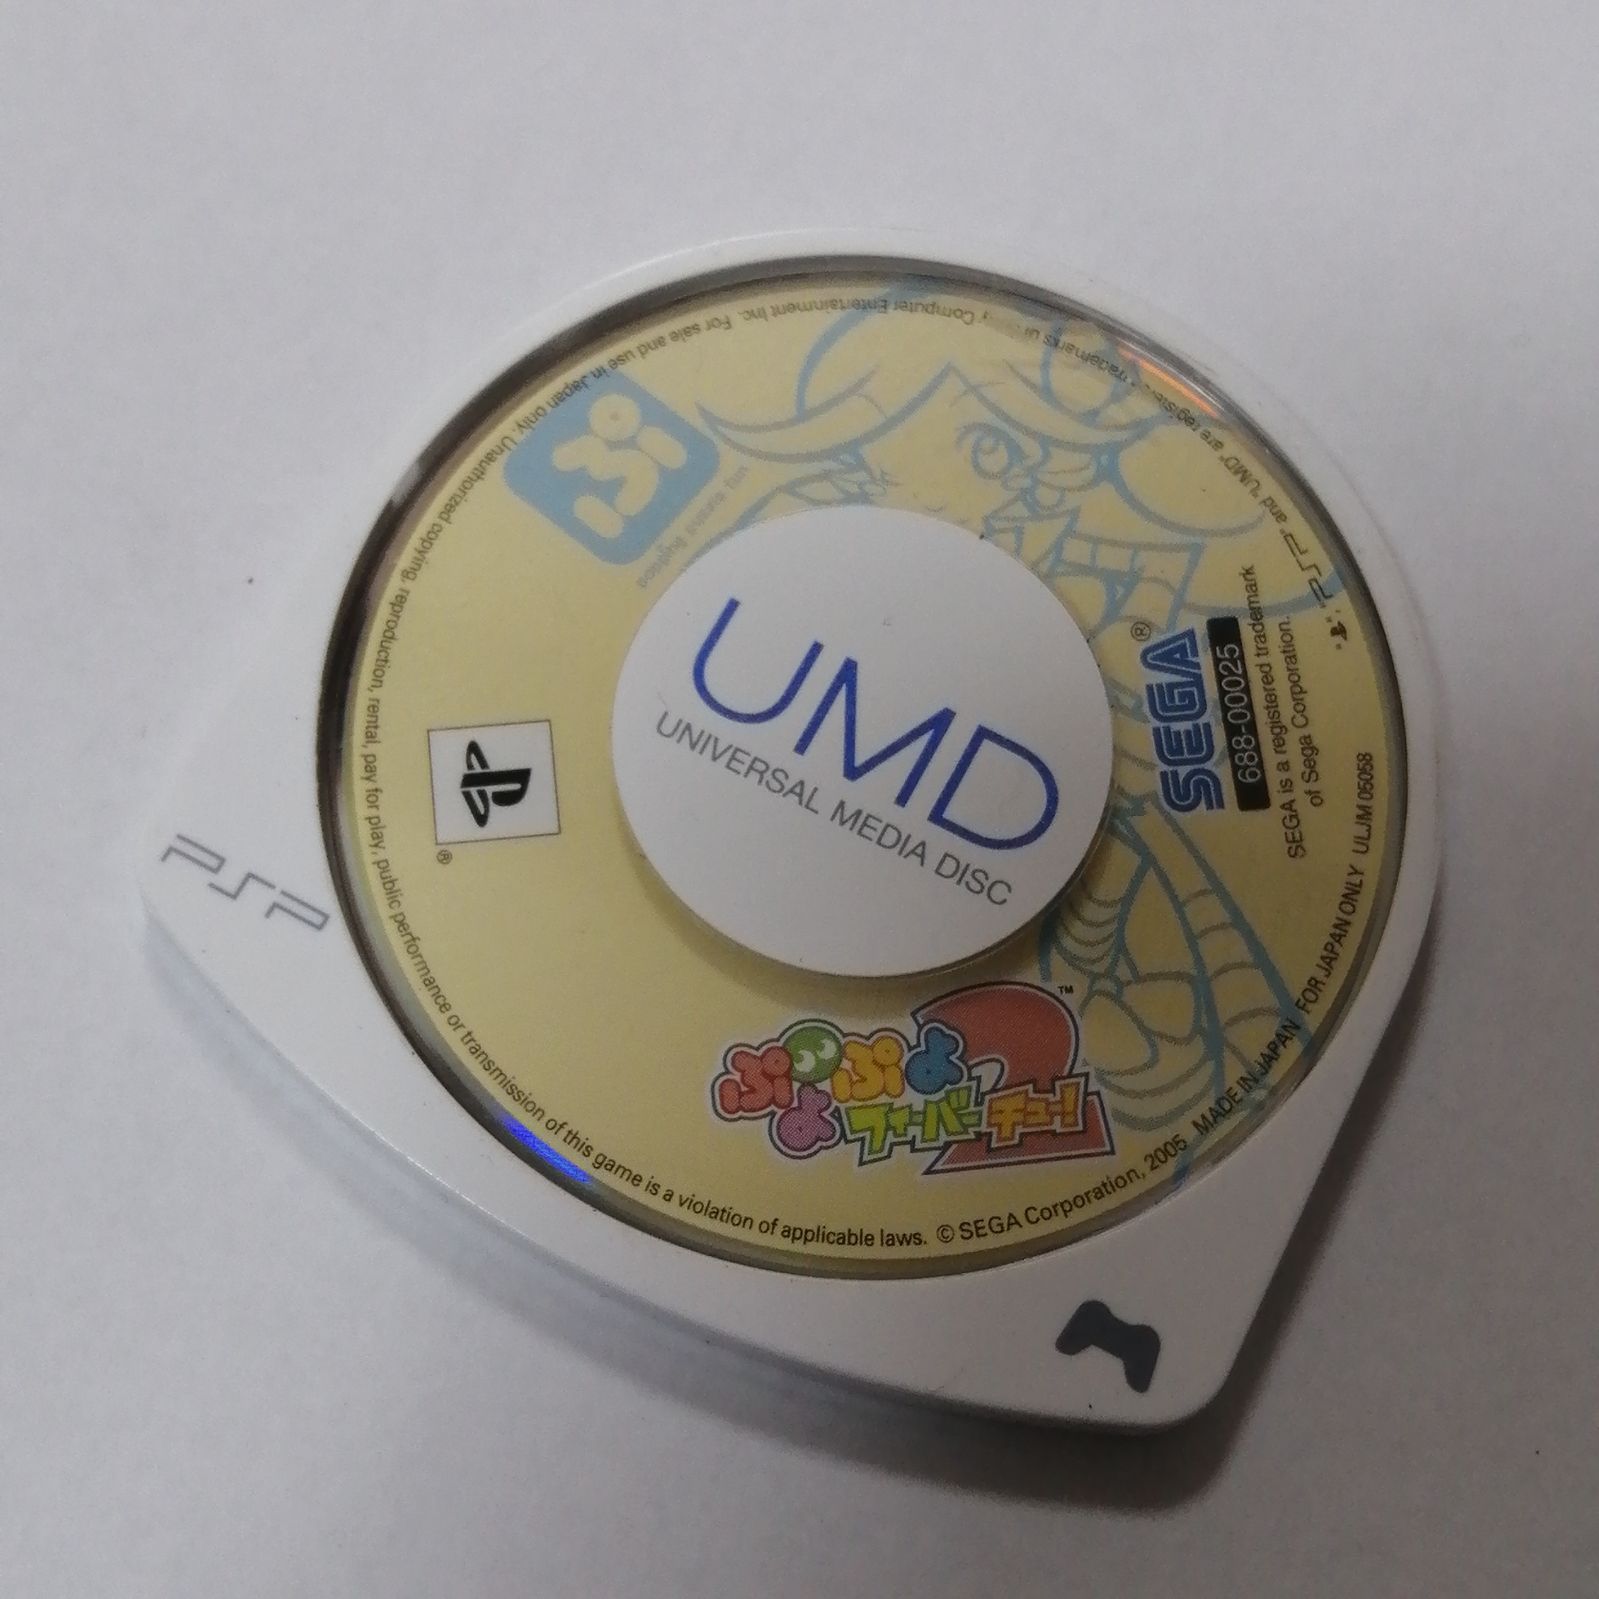 PSP
UMD
UNIVERSAL MEDIA DISC
ぷ
®
SEGA®
688-00025
SEGA is a registered trademark
of Sega Corporation.
ぷよぷよ
フィーバー
チュー!
2
TM
"UMD" are
Computer Entertainment Inc. For sale and use in Japan only. Unauthorized copying, reproduction, rental, pay for play, public performance or transmission of this game is a violation of applicable laws. © SEGA Corporation, 2005 MADE IN JAPAN FOR JAPAN ONLY ULJM 05058